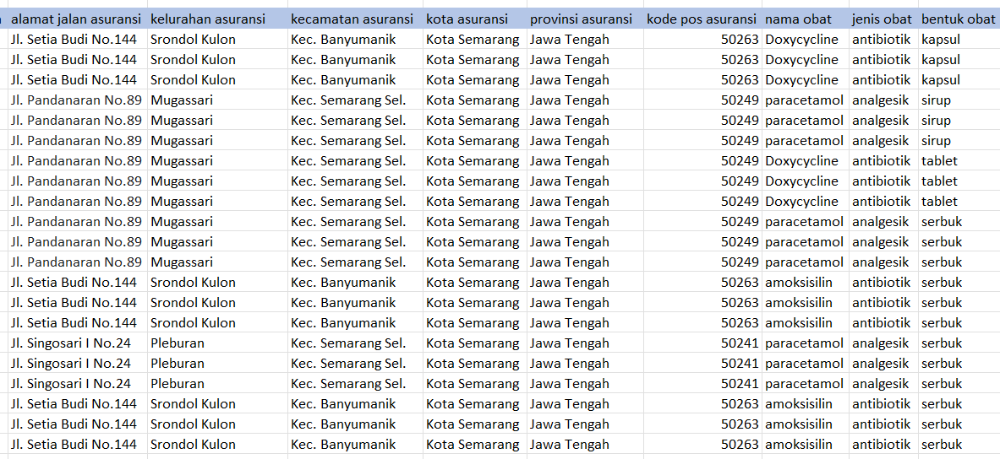 alamat jalan asuransi kelurahan asuransi kecamatan asuransi kota asuransi provinsi asuransi kode pos asuransi nama obat jenis obat bentuk obat
Jl. Setia Budi No.144 Srondol Kulon Kec. Banyumanik Kota Semarang Jawa Tengah 50263 Doxycycline antibiotik kapsul
Jl. Setia Budi No.144 Srondol Kulon Kec. Banyumanik Kota Semarang Jawa Tengah 50263 Doxycycline antibiotik kapsul
Jl. Setia Budi No.144 Srondol Kulon Kec. Banyumanik Kota Semarang Jawa Tengah 50263 Doxycycline antibiotik kapsul
Jl. Pandanaran No.89 Mugassari Kec. Semarang Sel. Kota Semarang Jawa Tengah 50249 paracetamol analgesik sirup
Jl. Pandanaran No.89 Mugassari Kec. Semarang Sel. Kota Semarang Jawa Tengah 50249 paracetamol analgesik sirup
Jl. Pandanaran No.89 Mugassari Kec. Semarang Sel. Kota Semarang Jawa Tengah 50249 paracetamol analgesik sirup
Jl. Pandanaran No.89 Mugassari Kec. Semarang Sel. Kota Semarang Jawa Tengah 50249 Doxycycline antibiotik tablet
Jl. Pandanaran No.89 Mugassari Kec. Semarang Sel. Kota Semarang Jawa Tengah 50249 Doxycycline antibiotik tablet
Jl. Pandanaran No.89 Mugassari Kec. Semarang Sel. Kota Semarang Jawa Tengah 50249 Doxycycline antibiotik tablet
Jl. Pandanaran No.89 Mugassari Kec. Semarang Sel. Kota Semarang Jawa Tengah 50249 paracetamol analgesik serbuk
Jl. Pandanaran No.89 Mugassari Kec. Semarang Sel. Kota Semarang Jawa Tengah 50249 paracetamol analgesik serbuk
Jl. Pandanaran No.89 Mugassari Kec. Semarang Sel. Kota Semarang Jawa Tengah 50249 paracetamol analgesik serbuk
Jl. Setia Budi No.144 Srondol Kulon Kec. Banyumanik Kota Semarang Jawa Tengah 50263 amoksisilin antibiotik serbuk
Jl. Setia Budi No.144 Srondol Kulon Kec. Banyumanik Kota Semarang Jawa Tengah 50263 amoksisilin antibiotik serbuk
Jl. Setia Budi No.144 Srondol Kulon Kec. Banyumanik Kota Semarang Jawa Tengah 50263 amoksisilin antibiotik serbuk
Jl. Singosari I No.24 Pleburan Kec. Semarang Sel. Kota Semarang Jawa Tengah 50241 paracetamol analgesik serbuk
Jl. Singosari I No.24 Pleburan Kec. Semarang Sel. Kota Semarang Jawa Tengah 50241 paracetamol analgesik serbuk
Jl. Singosari I No.24 Pleburan Kec. Semarang Sel. Kota Semarang Jawa Tengah 50241 paracetamol analgesik serbuk
Jl. Setia Budi No.144 Srondol Kulon Kec. Banyumanik Kota Semarang Jawa Tengah 50263 amoksisilin antibiotik serbuk
Jl. Setia Budi No.144 Srondol Kulon Kec. Banyumanik Kota Semarang Jawa Tengah 50263 amoksisilin antibiotik serbuk
Jl. Setia Budi No.144 Srondol Kulon Kec. Banyumanik Kota Semarang Jawa Tengah 50263 amoksisilin antibiotik serbuk